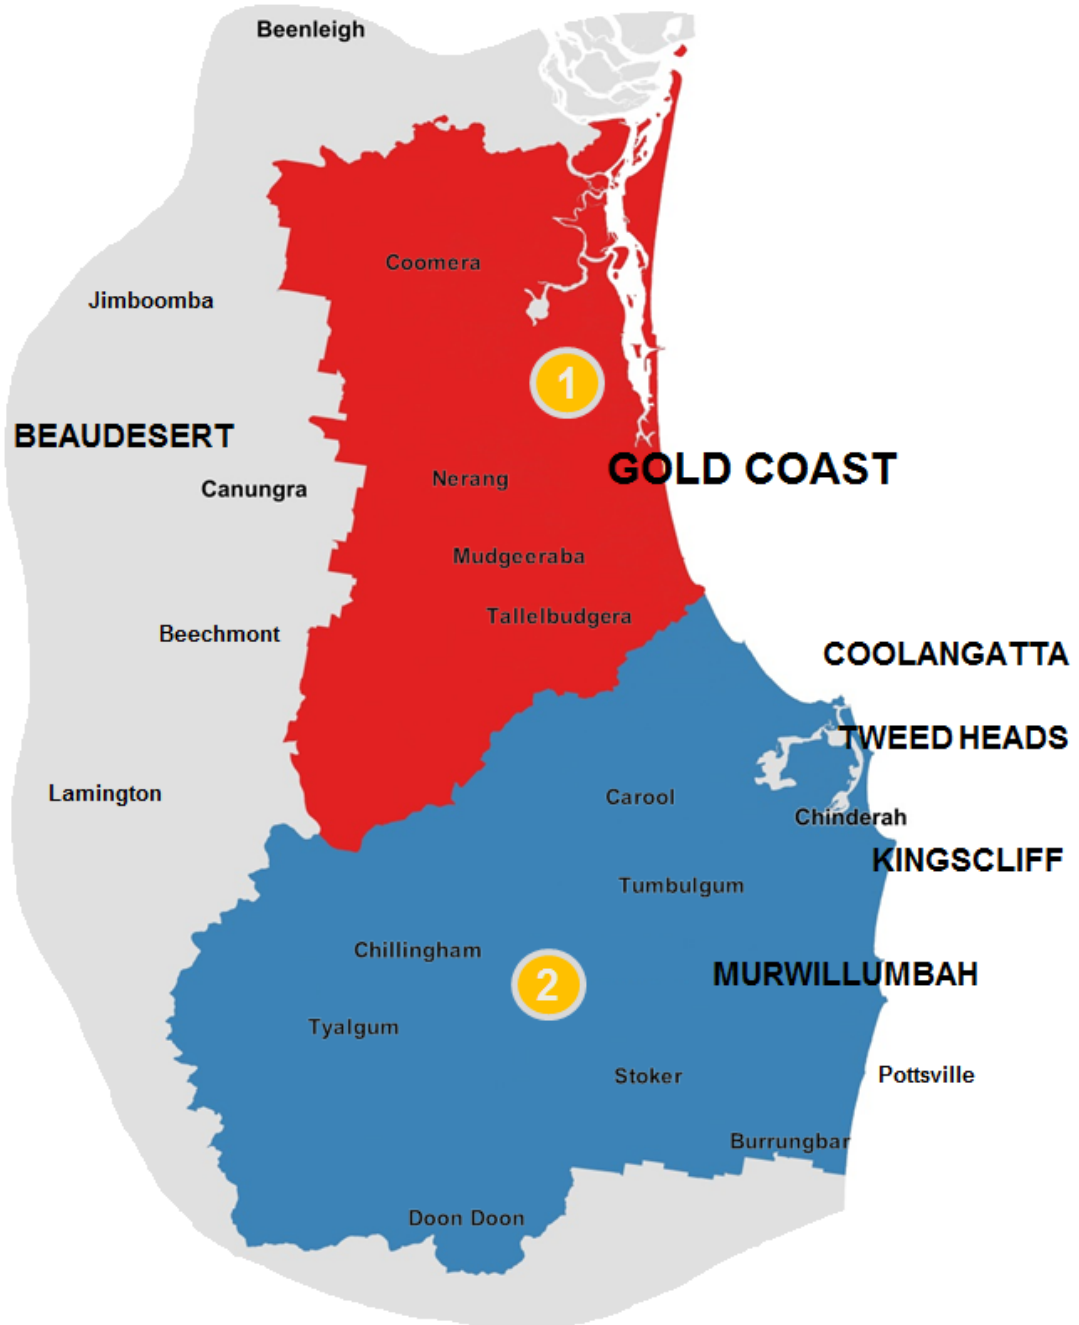 Beenleigh
Coomera
Jimboomba
1
BEAUDESERT
GOLD COAST
Nerang
Canungra
Mudgeeraba
Tallelbudgera
Beechmont
COOLANGATTA
TWEED HEADS
Lamington
Carool
Chinderah
KINGSCLIFF
Tumbulgum
Chillingham
MURWILLUMBAH
2
Tyalgum
Stoker
Pottsville
Burrungbar
Doon Doon